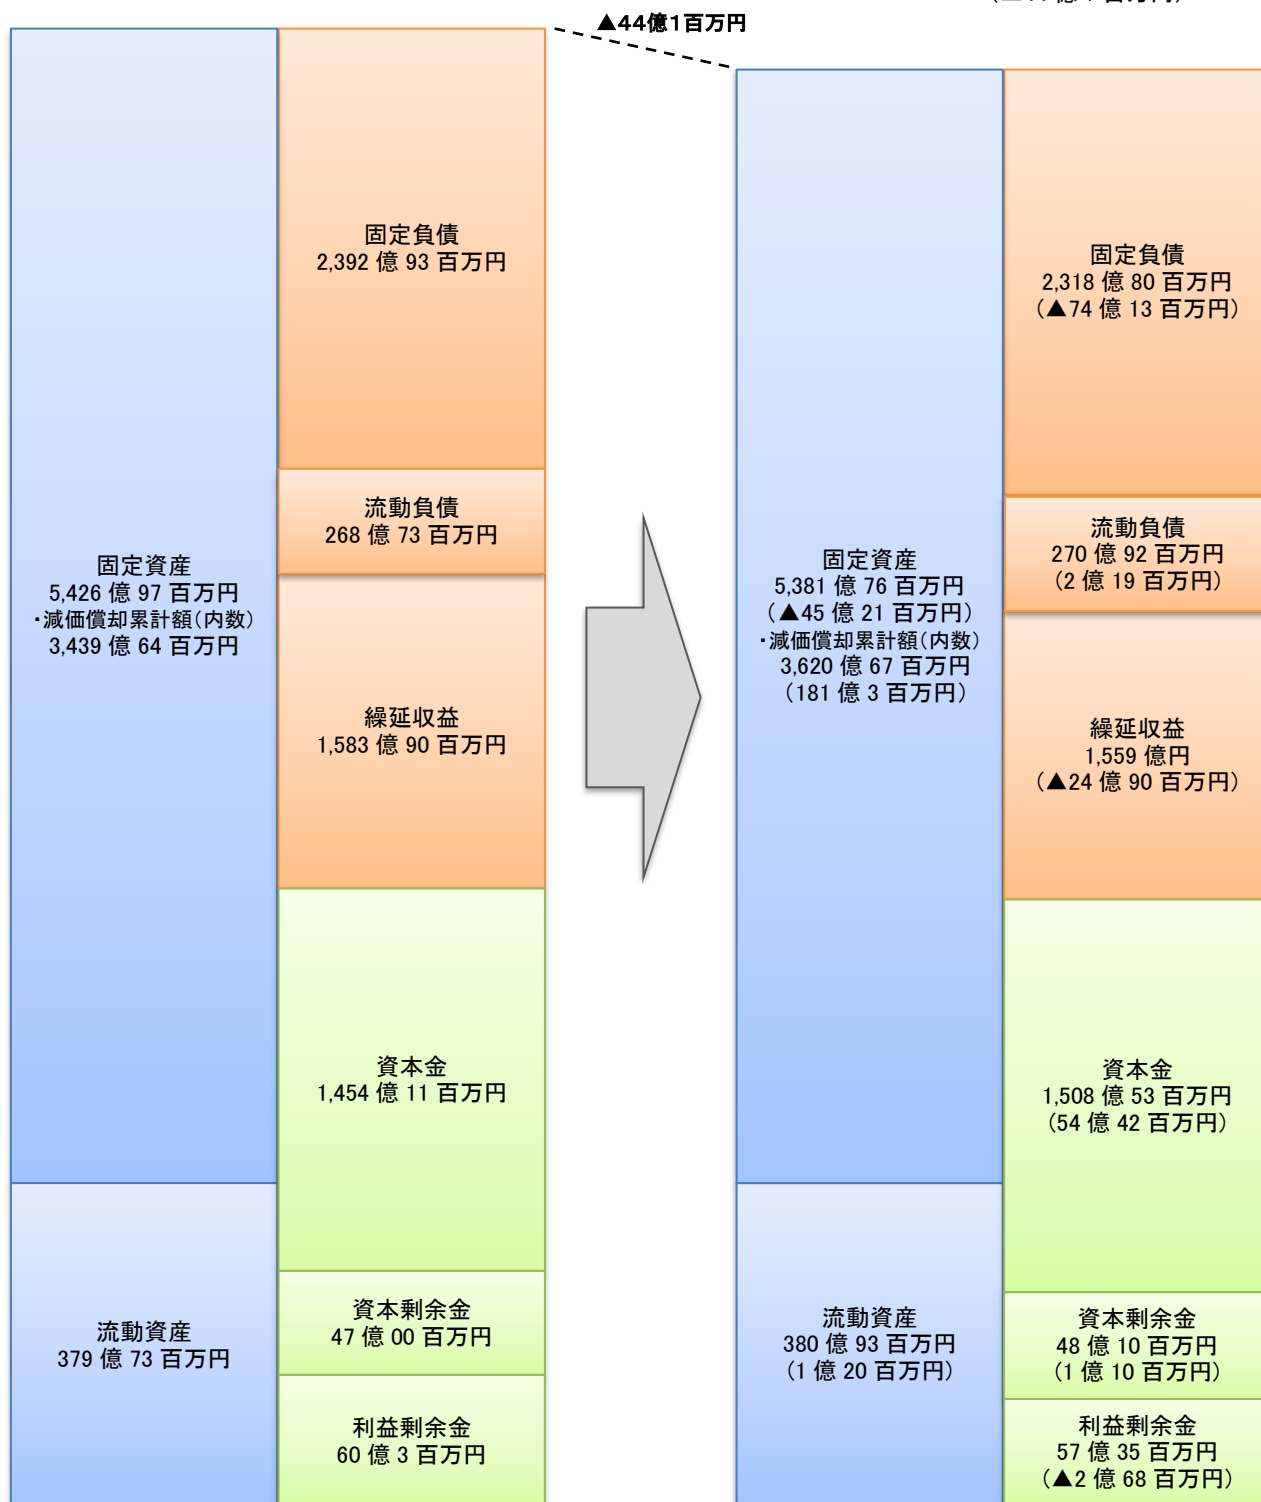 ▲44億1百万円
固定資産
5,426 億 97 百万円
・減価償却累計額(内数)
3,439 億 64 百万円
流動資産
379 億 73 百万円
固定負債
2,392 億 93 百万円
流動負債
268 億 73 百万円
繰延収益
1,583 億 90 百万円
資本金
1,454 億 11 百万円
資本剰余金
47 億 00 百万円
利益剰余金
60 億 3 百万円
固定資産
5,381 億 76 百万円
(▲45 億 21 百万円)
・減価償却累計額(内数)
3,620 億 67 百万円
(181 億 3 百万円)
流動資産
380 億 93 百万円
(1 億 20 百万円)
固定負債
2,318 億 80 百万円
(▲74 億 13 百万円)
流動負債
270 億 92 百万円
(2 億 19 百万円)
繰延収益
1,559 億円
(▲24 億 90 百万円)
資本金
1,508 億 53 百万円
(54 億 42 百万円)
資本剰余金
48 億 10 百万円
(1 億 10 百万円)
利益剰余金
57 億 35 百万円
(▲2 億 68 百万円)